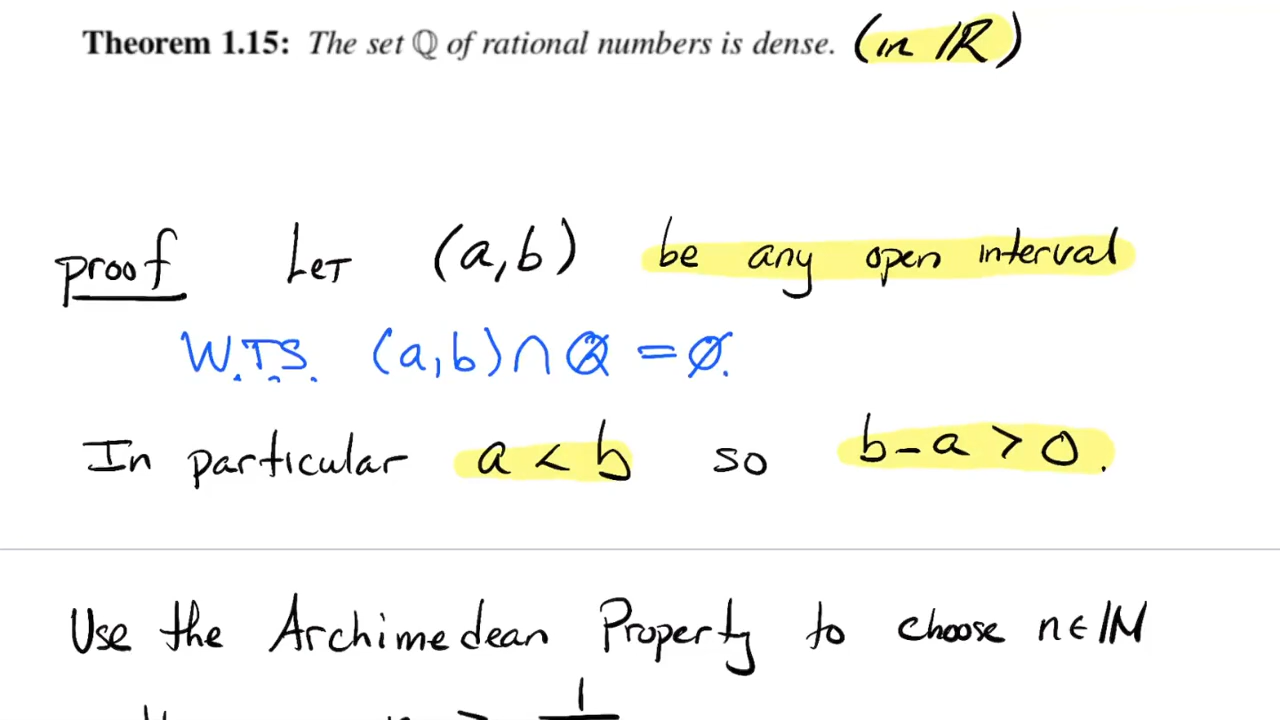 Theorem 1.15: The set ℚ of rational numbers is dense. (in ℝ)
proof Let (a,b) be any open interval
W.T.S. (a,b) ∩ ℚ = ∅.
In particular a < b so b - a > 0.
Use the Archimedean Property to choose n ∈ ℕ
1